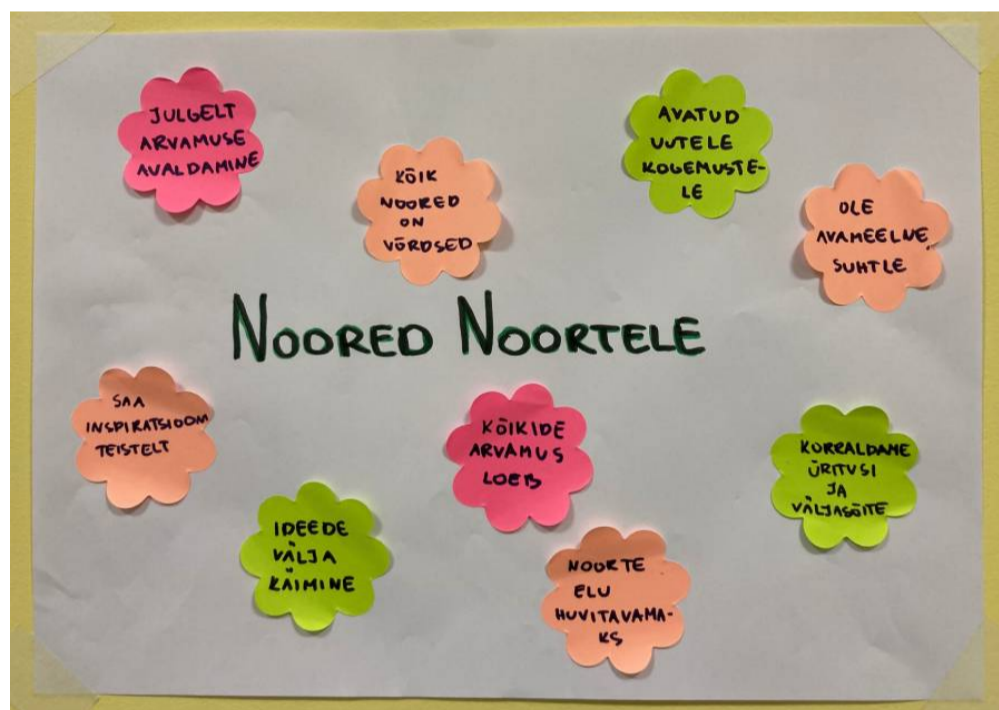 JULGELT
ARVAMUSE
AVALDAMINE
KÕIK
NOORED
ON
VÕRDSED
AVATUD
UUTELE
KOGEMUSTE-
LE
OLE
AVAMEELNE,
SUHTLE
NOORED NOORTELE
SAA
INSPIRATSIOONI
TEISTELT
KÕIKIDE
ARVAMUS
LOEB
KORRALDAME
ÜRITUSI
JA
VÄLJASÕITE
IDEEDE
VÄLJA
KÄIMINE
NOORTE
ELU
HUVITAVAMA-
KS